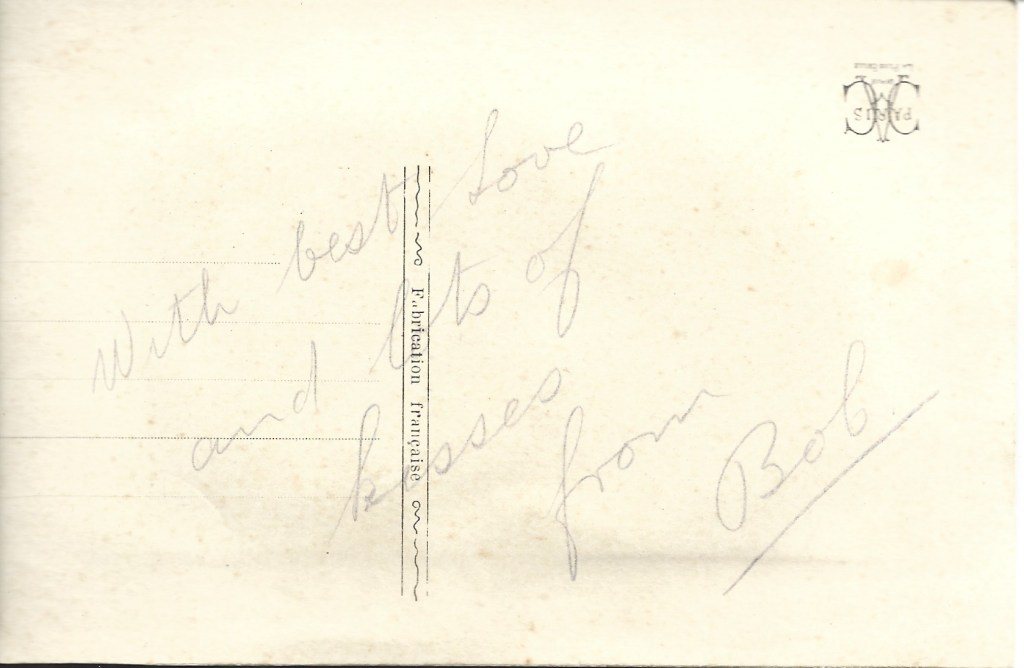 With best Love
and lots of
kisses
from
Bob
Fabrication française
PARIS